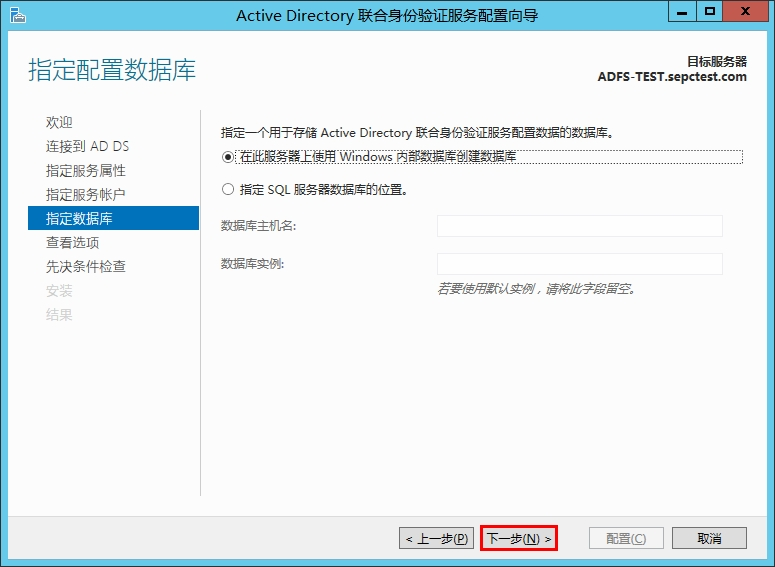 Active Directory 联合身份验证服务配置向导
指定配置数据库
目标服务器
ADFS-TEST.sepctest.com
欢迎
连接到 AD DS
指定服务属性
指定服务帐户
指定数据库
查看选项
先决条件检查
安装
结果
指定一个用于存储 Active Directory 联合身份验证服务配置数据的数据库。
在此服务器上使用 Windows 内部数据库创建数据库
指定 SQL 服务器数据库的位置。
数据库主机名:
数据库实例:
若要使用默认实例，请将此字段留空。
< 上一步(P)
下一步(N) >
配置(C)
取消